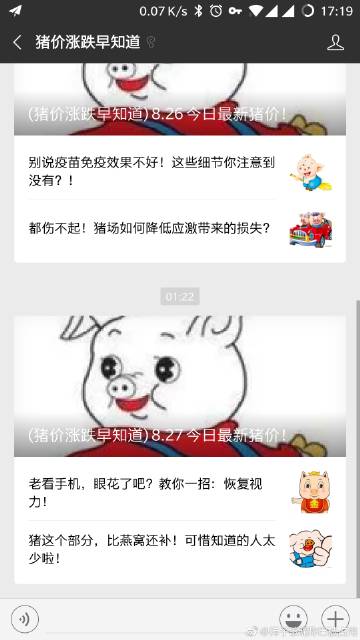 0.07 K/s
17:19
猪价涨跌早知道
(猪价涨跌早知道)8.26今日最新猪价!
别说疫苗免疫效果不好!这些细节你注意到
没有?!
都伤不起!猪场如何降低应激带来的损失?
01:22
(猪价涨跌早知道)8.27今日最新猪价!
老看手机,眼花了吧?教你一招:恢复视
力!
猪这个部分,比燕窝还补!可惜知道的人太
少啦!